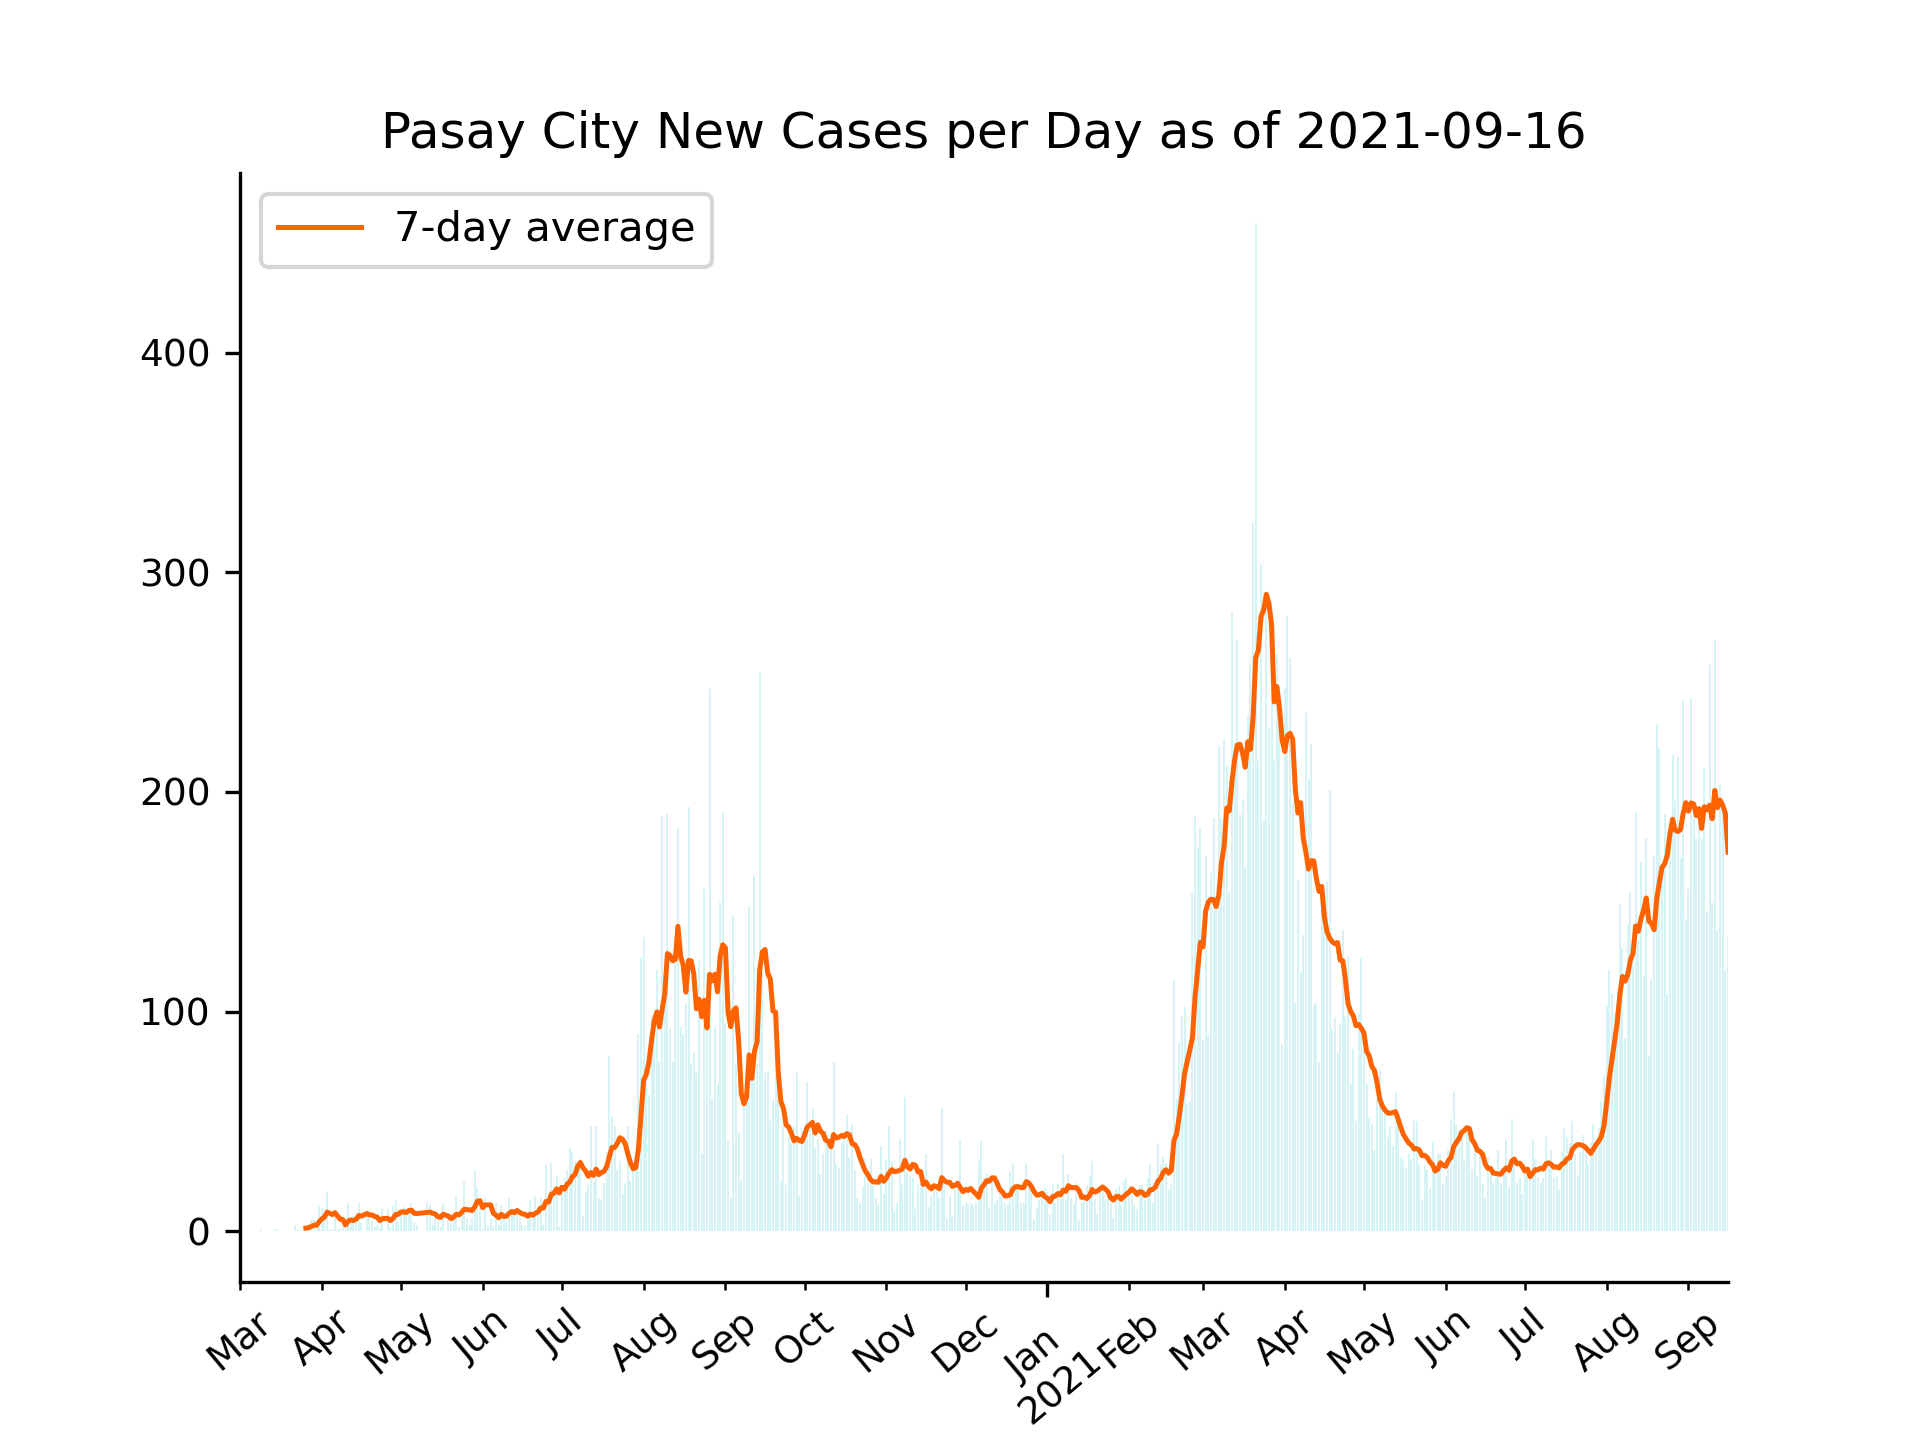 Pasay City New Cases per Day as of 2021-09-16
7-day average
400
300
200
100
0
Mar
Apr
May
Jun
Jul
Aug
Sep
Oct
Nov
Dec
Jan
2021
Feb
Mar
Apr
May
Jun
Jul
Aug
Sep